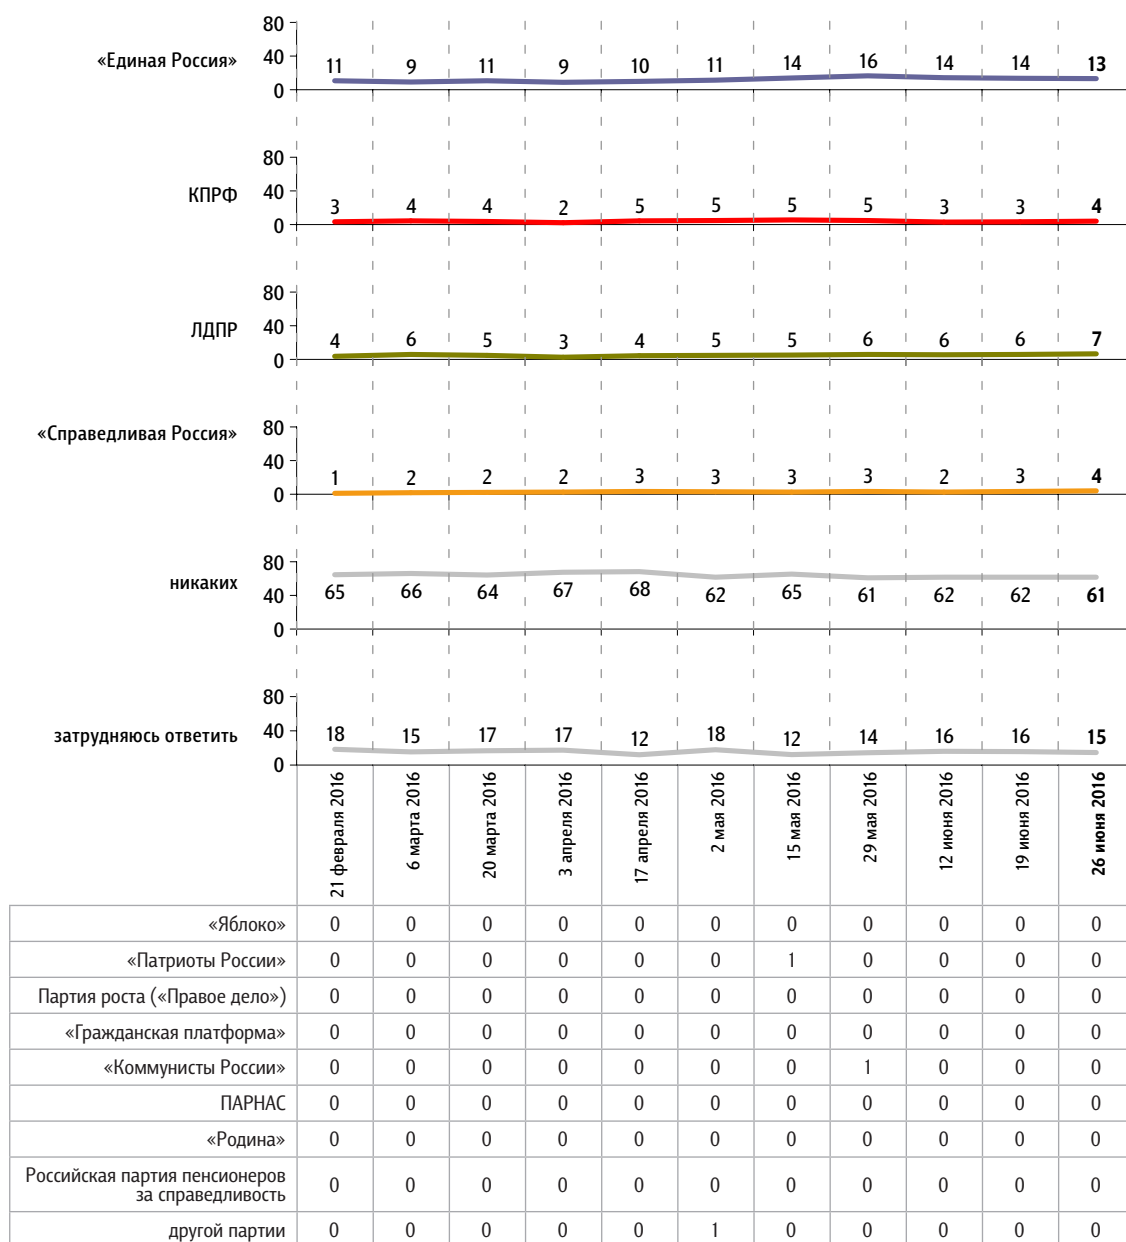 80
«Единая Россия» 40
0
11 9 11 9 10 11 14 16 14 14 13
80
КПРФ 40
0
3 4 4 2 5 5 5 5 3 3 4
80
ЛДПР 40
0
4 6 5 3 4 5 5 6 6 6 7
«Справедливая Россия» 80
40
0
1 2 2 2 3 3 3 3 2 3 4
80
никаких 40
0
65 66 64 67 68 62 65 61 62 62 61
80
затрудняюсь ответить 40
0
18 15 17 17 12 18 12 14 16 16 15
21 февраля 2016
6 марта 2016
20 марта 2016
3 апреля 2016
17 апреля 2016
2 мая 2016
15 мая 2016
29 мая 2016
12 июня 2016
19 июня 2016
26 июня 2016
«Яблоко» 0 0 0 0 0 0 0 0 0 0 0
«Патриоты России» 0 0 0 0 0 0 1 0 0 0 0
Партия роста («Правое дело») 0 0 0 0 0 0 0 0 0 0 0
«Гражданская платформа» 0 0 0 0 0 0 0 0 0 0 0
«Коммунисты России» 0 0 0 0 0 0 0 1 0 0 0
ПАРНАС 0 0 0 0 0 0 0 0 0 0 0
«Родина» 0 0 0 0 0 0 0 0 0 0 0
Российская партия пенсионеров
за справедливость 0 0 0 0 0 0 0 0 0 0 0
другой партии 0 0 0 0 0 1 0 0 0 0 0